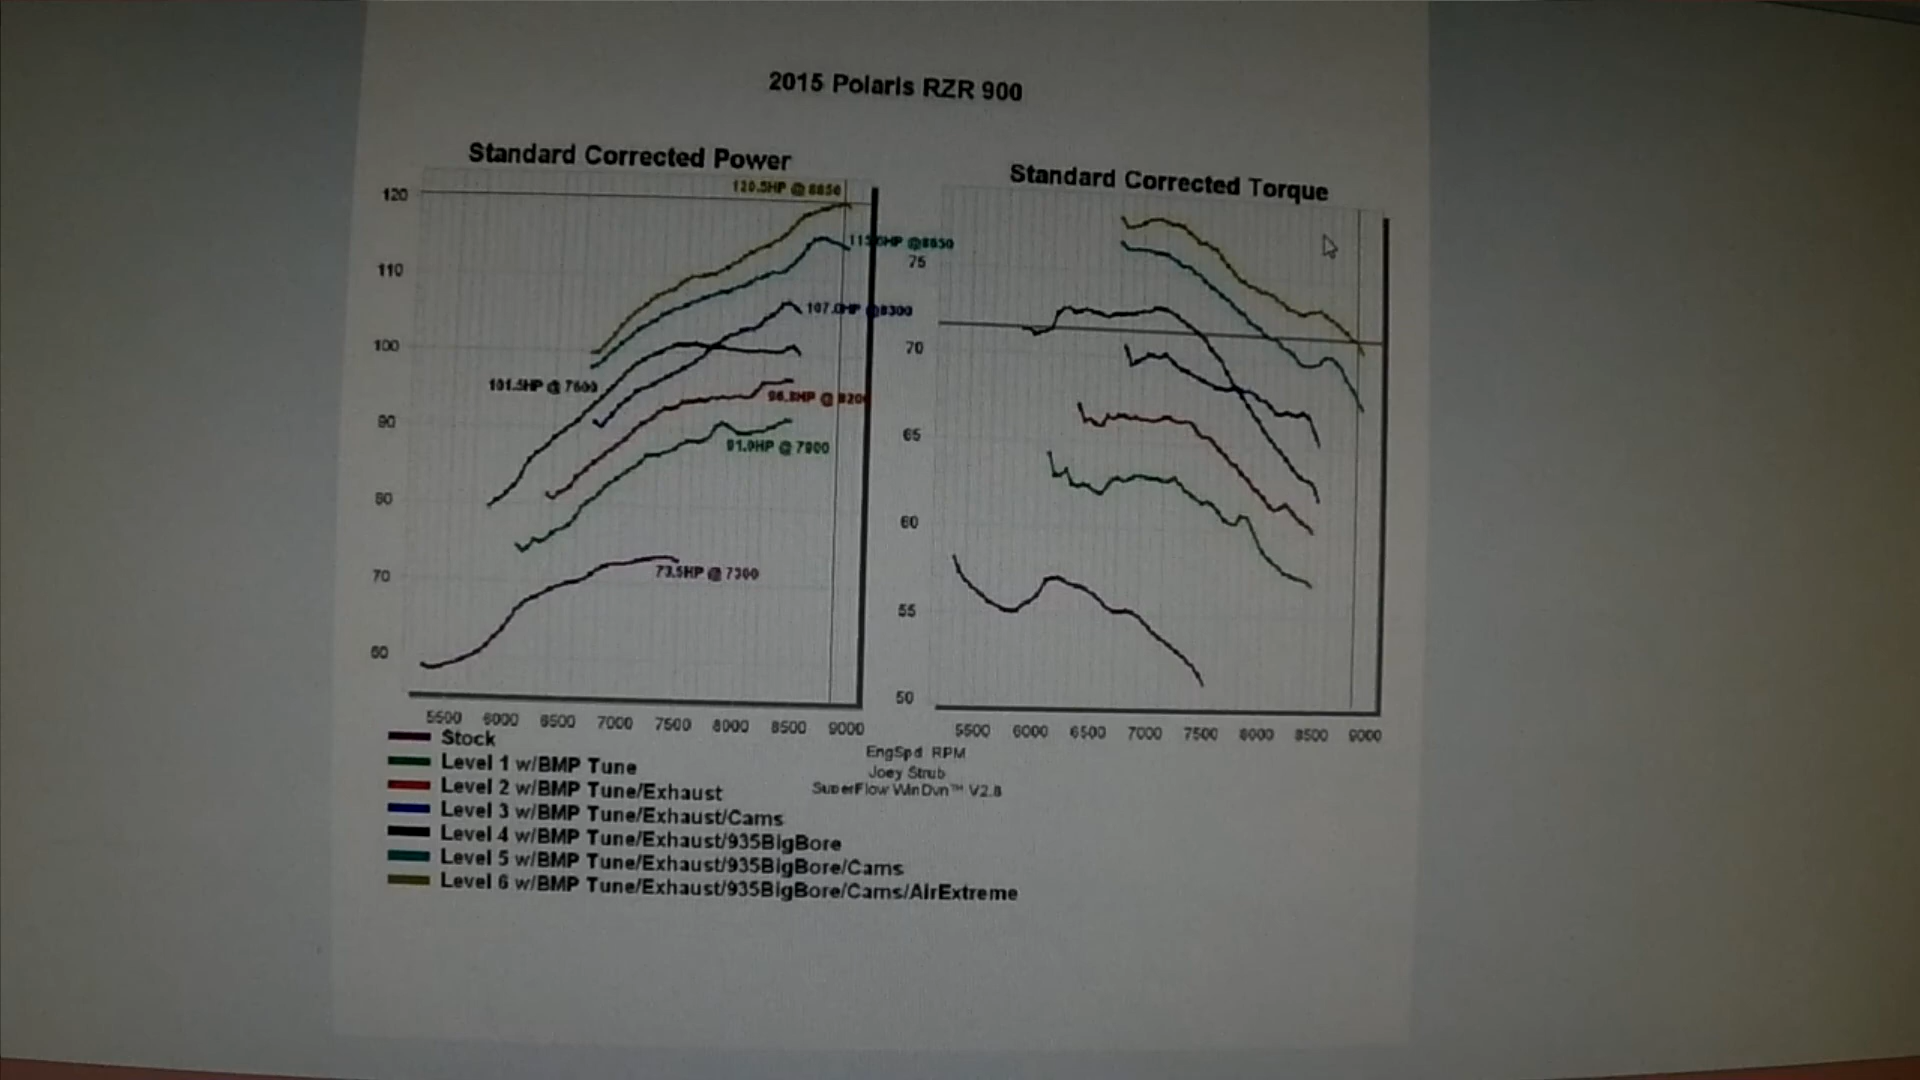 2015 Polaris RZR 900
Standard Corrected Power
120.5HP @ 8850
120
110
100
90
80
70
60
@8650
107.0HP @8300
101.5HP @ 7600
96.8HP @ 8200
91.0HP @ 7900
73.5HP @ 7300
5500 6000 6500 7000 7500 8000 8500 9000
Standard Corrected Torque
75
70
65
60
55
50
5500 6000 6500 7000 7500 8000 8500 9000
EngSpd RPM
Joey Strub
SuperFlow WinDyn™ V2.8
Stock
Level 1 w/BMP Tune
Level 2 w/BMP Tune/Exhaust
Level 3 w/BMP Tune/Exhaust/Cams
Level 4 w/BMP Tune/Exhaust/935BigBore
Level 5 w/BMP Tune/Exhaust/935BigBore/Cams
Level 6 w/BMP Tune/Exhaust/935BigBore/Cams/AirExtreme